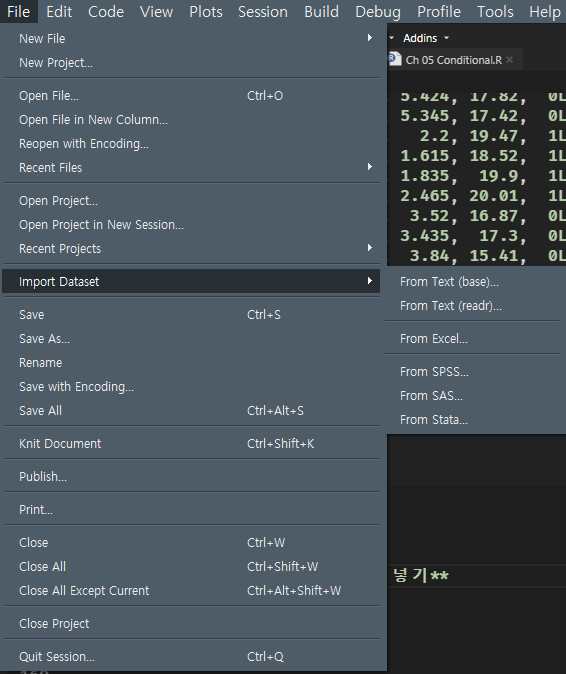 File Edit Code View Plots Session Build Debug Profile Tools Help
Addins
Ch 05 Conditional.R
New File
New Project...
Open File... Ctrl+O
Open File in New Column...
Reopen with Encoding...
Recent Files
Open Project...
Open Project in New Session...
Recent Projects
Import Dataset
Save Ctrl+S
Save As...
Rename
Save with Encoding...
Save All Ctrl+Alt+S
Knit Document Ctrl+Shift+K
Publish...
Print...
Close Ctrl+W
Close All Ctrl+Shift+W
Close All Except Current Ctrl+Alt+Shift+W
Close Project
Quit Session... Ctrl+Q
5.424, 17.82, 0L
5.345, 17.42, 0L
2.2, 19.47, 1L
1.615, 18.52, 1L
1.835, 19.9, 1L
2.465, 20.01, 1L
3.52, 16.87, 0L
3.435, 17.3, 0L
3.84, 15.41, 0L
From Text (base)...
From Text (readr)...
From Excel...
From SPSS...
From SAS...
From Stata...
넣기**